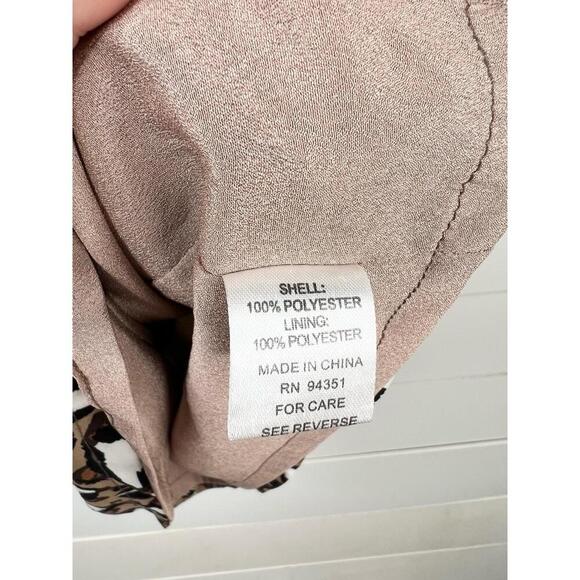 SHELL:
100% POLYESTER
LINING:
100% POLYESTER
MADE IN CHINA
RN 94351
FOR CARE
SEE REVERSE